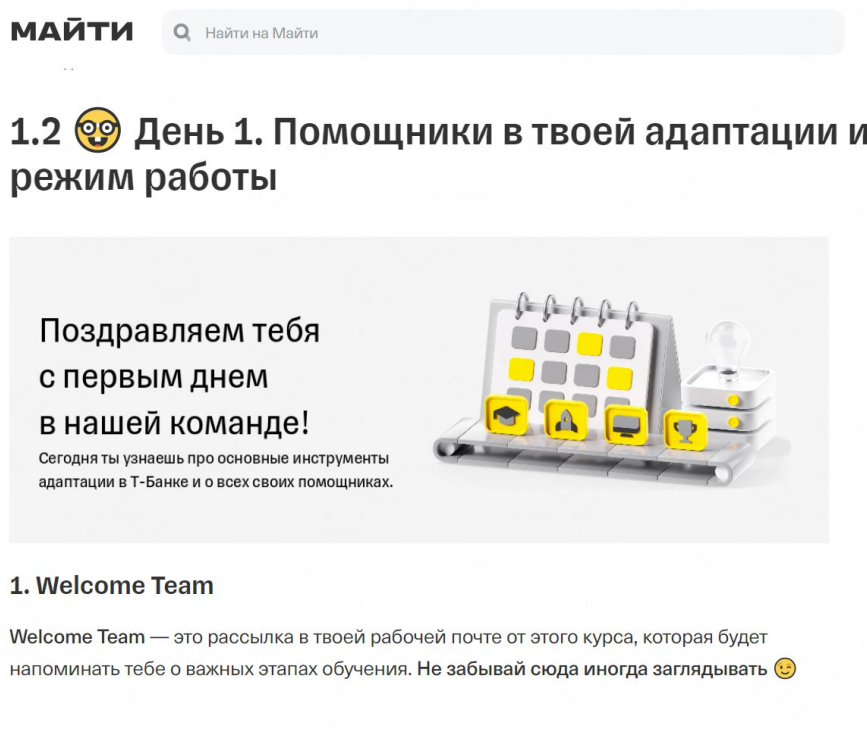 МАЙТИ
Найти на Майти
1.2 🤓 День 1. Помощники в твоей адаптации и
режим работы
Поздравляем тебя
с первым днем
в нашей команде!
Сегодня ты узнаешь про основные инструменты
адаптации в Т-Банке и о всех своих помощниках.
1. Welcome Team
Welcome Team — это рассылка в твоей рабочей почте от этого курса, которая будет
напоминать тебе о важных этапах обучения. Не забывай сюда иногда заглядывать 😉